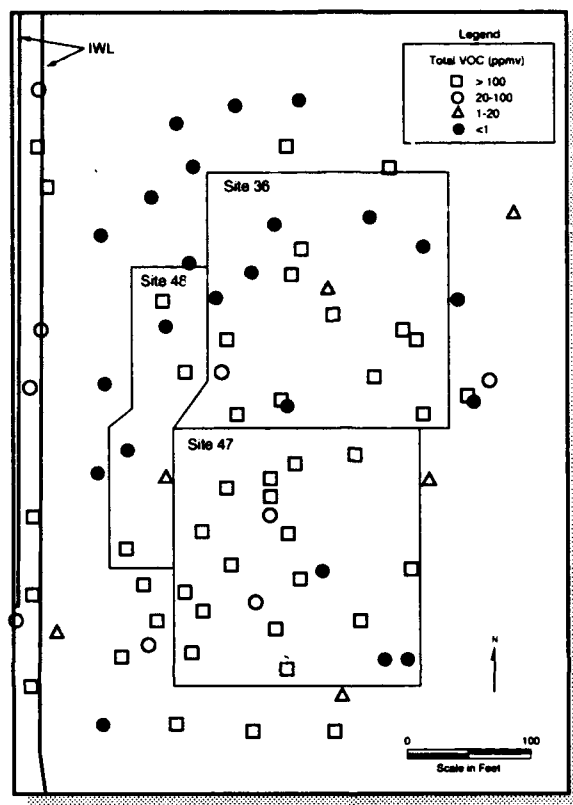 IWL
Legend
Total VOC (ppmv)
> 100
20-100
1-20
<1
Site 36
Site 48
Site 47
N
0
100
Scale in Feet